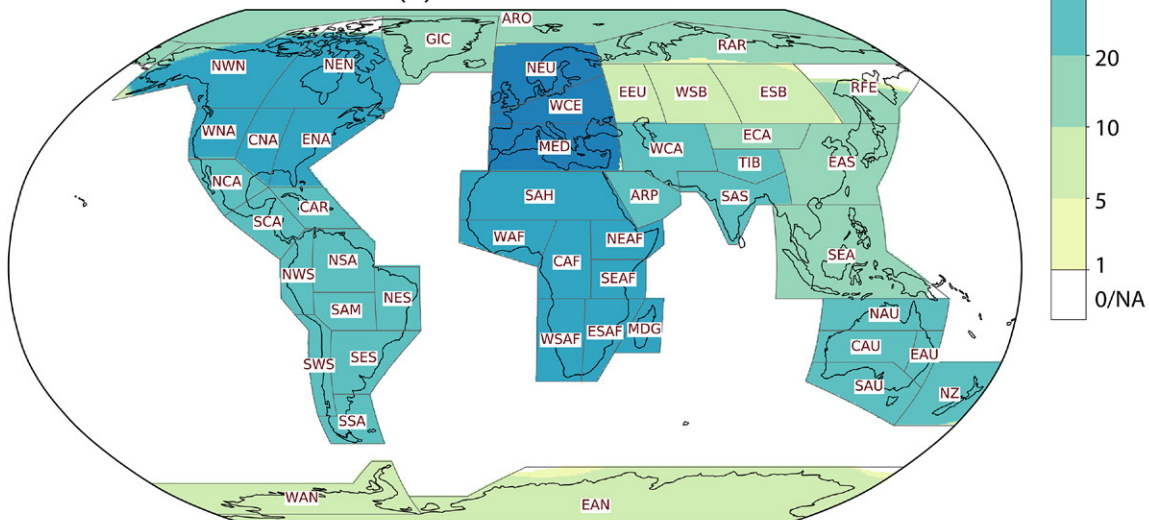 ARO
GIC
RAR
NWN
NEN
NEU
20
RFE
EEU
WSB
ESB
WCE
10
WNA
CNA
ENA
ECA
MED
WCA
TIB
EAS
NCA
SAH
ARP
SAS
5
CAR
SCA
WAF
NEAF
NSA
CAF
SEA
1
NWS
SEAF
NES
0/NA
SAM
NAU
WSAF
ESAF
MDG
CAU
EAU
SWS
SES
SAU
NZ
SSA
WAN
EAN